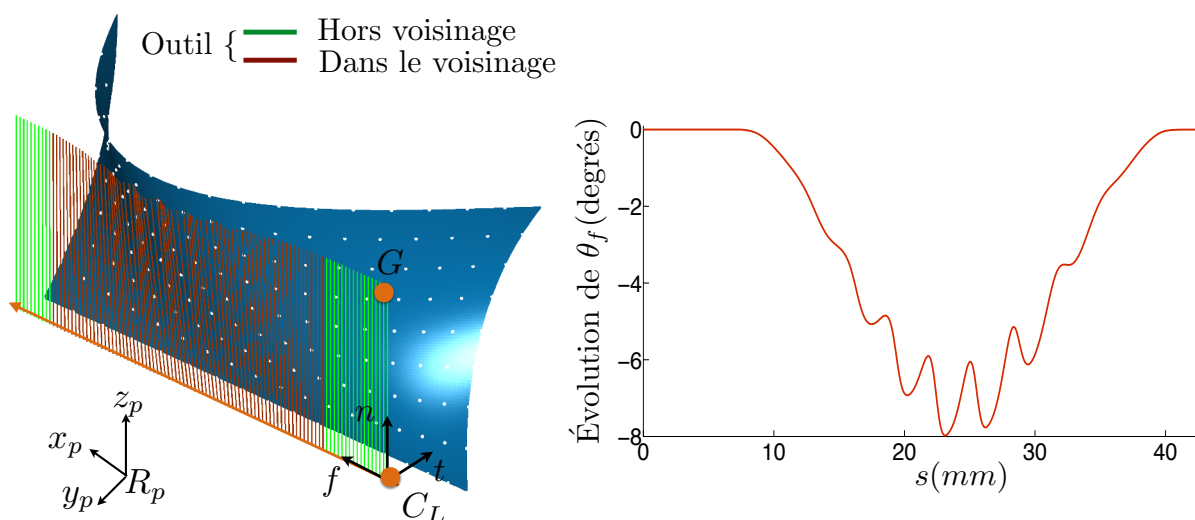 Outil { Hors voisinage
Dans le voisinage
G
n
z_p
x_p
f
t
R_p
y_p
C_L
Évolution de θ_f(degrés)
0
−2
−4
−6
−8
0 10 20 30 40
s(mm)